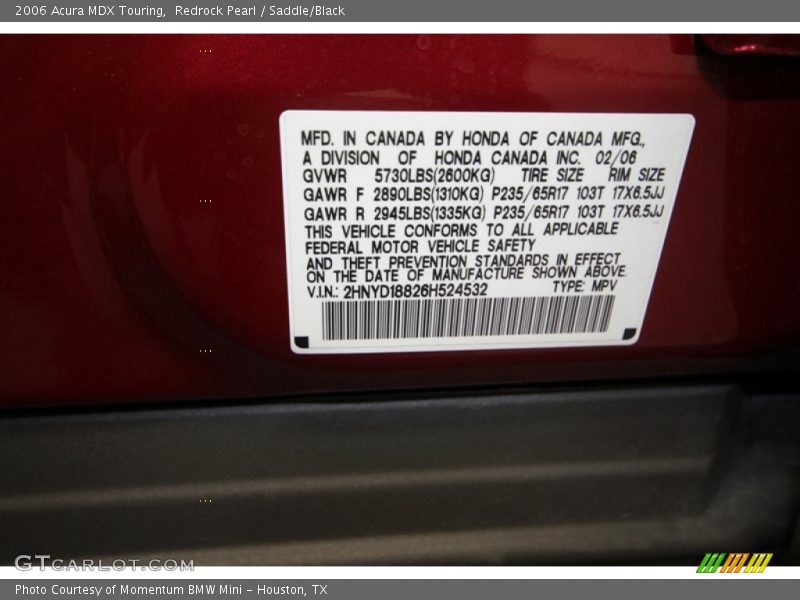 2006 Acura MDX Touring,  Redrock Pearl / Saddle/Black
MFD. IN CANADA BY HONDA OF CANADA MFG.,
A DIVISION OF HONDA CANADA INC. 02/06
GVWR 5730LBS(2600KG) TIRE SIZE RIM SIZE
GAWR F 2890LBS(1310KG) P235/65R17 103T 17X6.5JJ
GAWR R 2945LBS(1335KG) P235/65R17 103T 17X6.5JJ
THIS VEHICLE CONFORMS TO ALL APPLICABLE
FEDERAL MOTOR VEHICLE SAFETY
AND THEFT PREVENTION STANDARDS IN EFFECT
ON THE DATE OF MANUFACTURE SHOWN ABOVE.
V.I.N.: 2HNYD18826H524532 TYPE: MPV
GTCARLOT.COM
Photo Courtesy of Momentum BMW Mini - Houston, TX